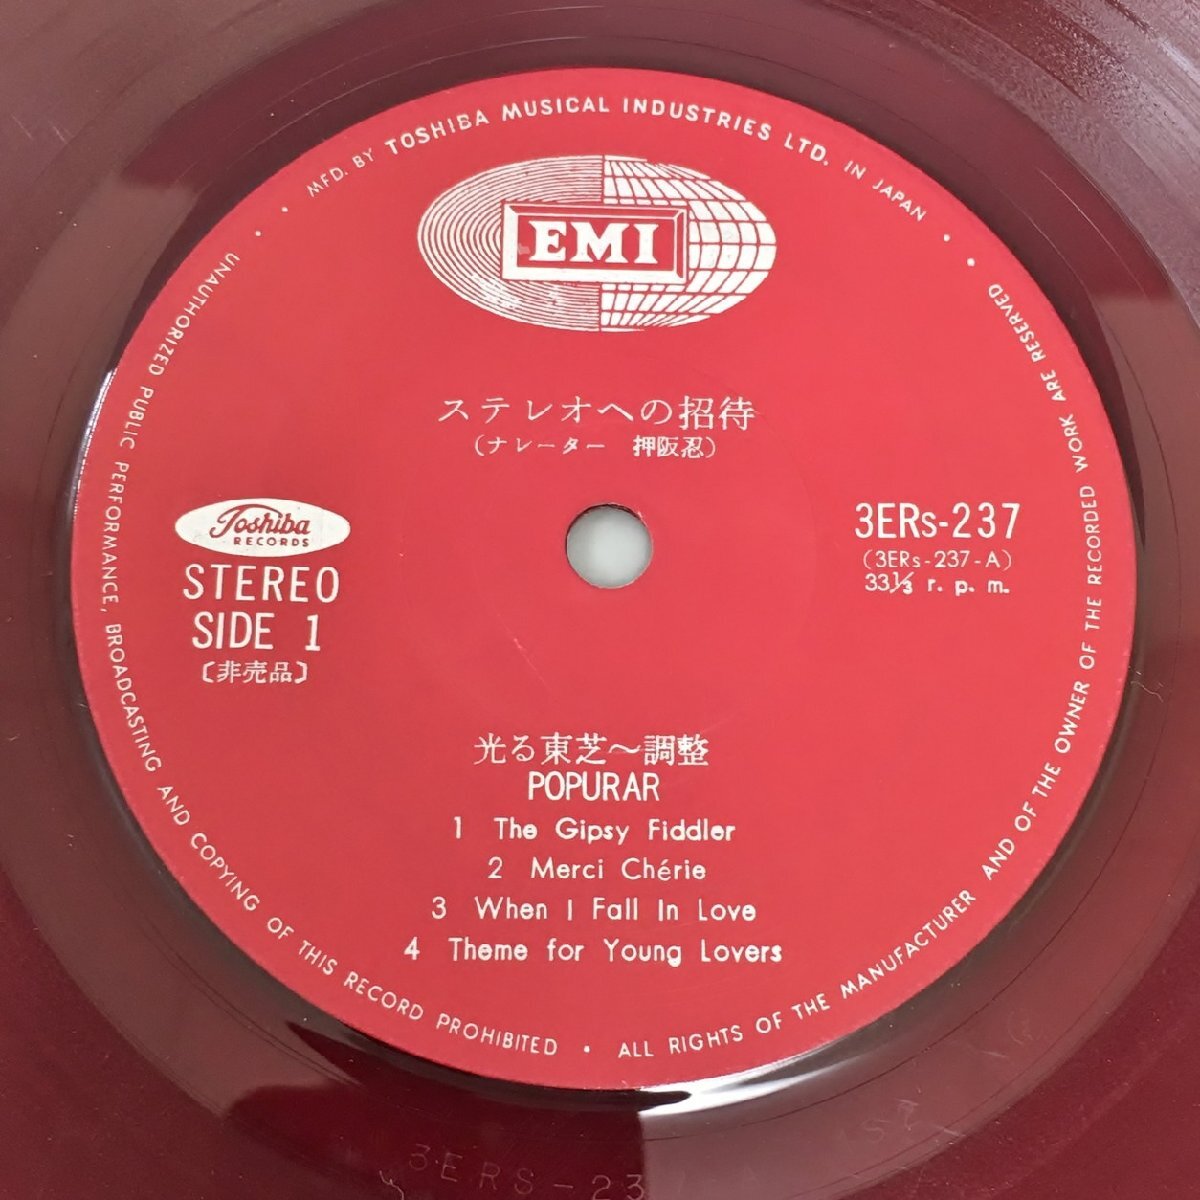 MFD. BY TOSHIBA MUSICAL INDUSTRIES LTD. IN JAPAN
EMI
ステレオへの招待
(ナレーター 押阪忍)
Toshiba
RECORDS
STEREO
SIDE 1
〔非売品〕
3ERs-237
(3ERs-237-A)
33⅓ r. p. m.
光る東芝〜調整
POPURAR
1 The Gipsy Fiddler
2 Merci Chérie
3 When I Fall In Love
4 Theme for Young Lovers
UNAUTHORIZED PUBLIC PERFORMANCE, BROADCASTING AND COPYING OF THIS RECORD PROHIBITED • ALL RIGHTS OF THE MANUFACTURER AND OF THE OWNER OF THE RECORDED WORK ARE RESERVED
3ERS-23